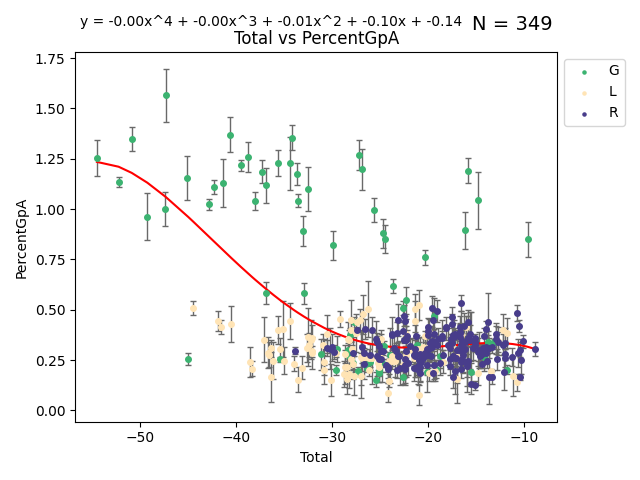 y = -0.00x^4 + -0.00x^3 + -0.01x^2 + -0.10x + -0.14 N = 349
Total vs PercentGpA
1.75
1.50
1.25
1.00
0.75
0.50
0.25
0.00
PercentGpA
−50 −40 −30 −20 −10
Total
G
L
R